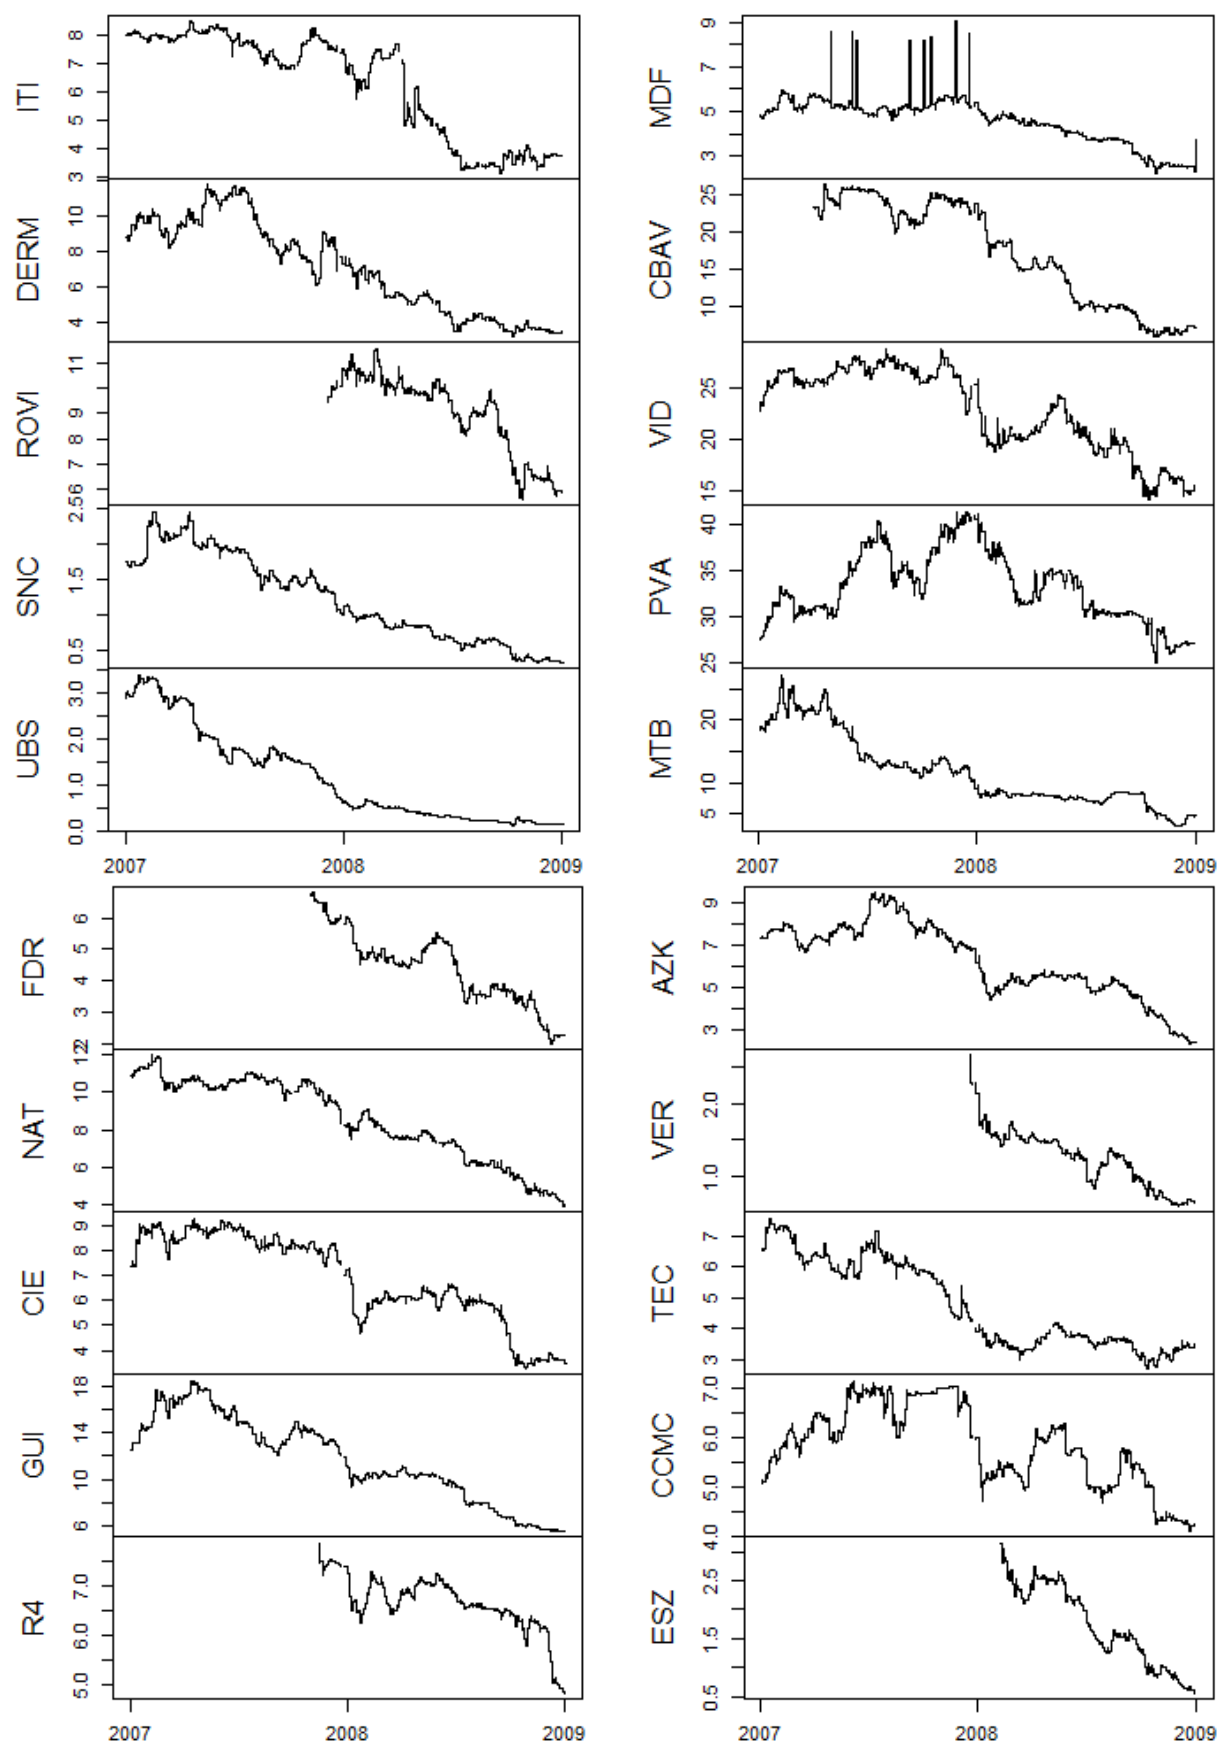 ITI
3 4 5 6 7 8
DERM
4 6 8 10
ROVI
6 7 8 9 11
SNC
0.5 1.5 2.5
UBS
0.0 1.0 2.0 3.0
2007 2008 2009
MDF
3 5 7 9
CBAV
10 15 20 25
VID
15 20 25
PVA
25 30 35 40
MTB
5 10 20
2007 2008 2009
FDR
2 3 4 5 6
NAT
4 6 8 10 12
CIE
4 5 6 7 8 9
GUI
6 10 14 18
R4
5.0 6.0 7.0
2007 2008 2009
AZK
3 5 7 9
VER
1.0 2.0
TEC
3 4 5 6 7
CCMC
4.0 5.0 6.0 7.0
ESZ
0.5 1.5 2.5
2007 2008 2009